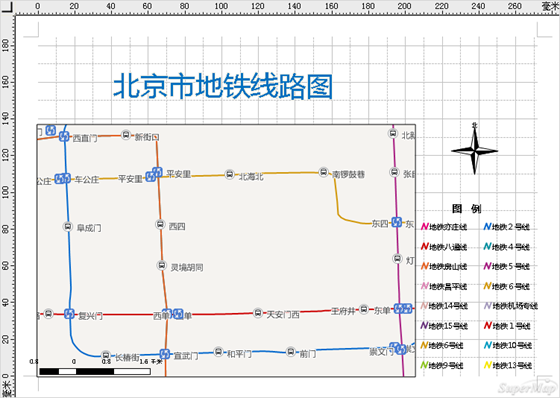 0 20 40 60 80 100 120 140 160 180 200 220 240 260 毫米
180
160
140
120
100
80
60
40
20
0
毫米
北京市地铁线路图
西直门
新街口
车公庄
平安里
平安里
北海北
南锣鼓巷
阜成门
西四
东四
灵境胡同
复兴门
西单
天安门西
王府井
东单
长椿街
宣武门
和平门
前门
崇文门
0.8 0 0.8 1.6 千米
北
图 例
地铁亦庄线 地铁2号线
地铁八通线 地铁4号线
地铁房山线 地铁5号线
地铁昌平线 地铁6号线
地铁14号线 地铁机场专线
地铁15号线 地铁1号线
地铁6号线 地铁10号线
地铁9号线 地铁13号线
SuperMap